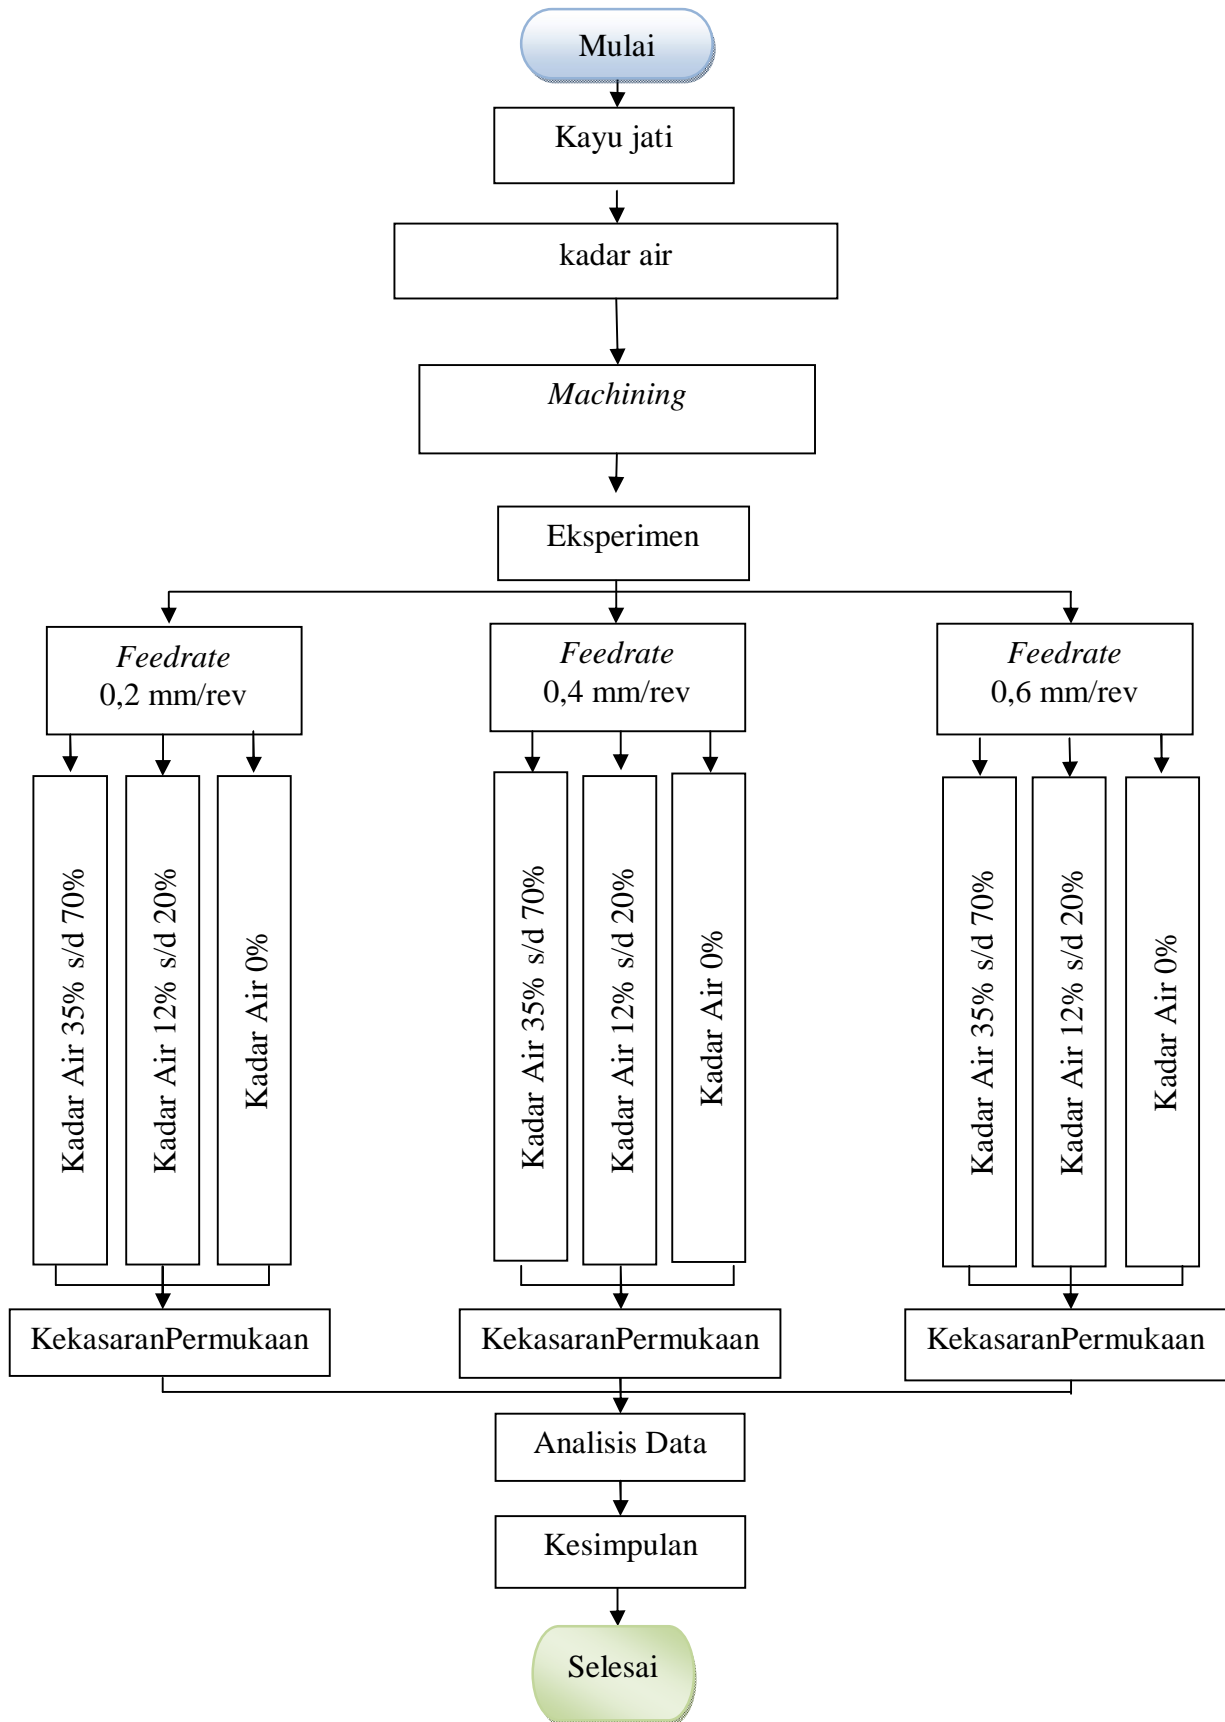 Mulai
Kayu jati
kadar air
Machining
Eksperimen
Feedrate
0,2 mm/rev
Feedrate
0,4 mm/rev
Feedrate
0,6 mm/rev
Kadar Air 35% s/d 70%
Kadar Air 12% s/d 20%
Kadar Air 0%
Kadar Air 35% s/d 70%
Kadar Air 12% s/d 20%
Kadar Air 0%
Kadar Air 35% s/d 70%
Kadar Air 12% s/d 20%
Kadar Air 0%
KekasaranPermukaan
KekasaranPermukaan
KekasaranPermukaan
Analisis Data
Kesimpulan
Selesai